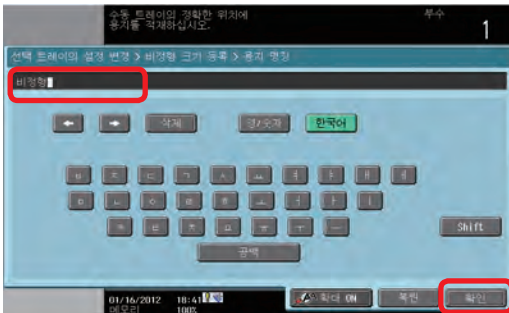 수동 트레이의 정확한 위치에
용지를 적재하십시오.
부수
1
선택 트레이의 설정 변경 > 비정형 크기 등록 > 용지 명칭
비정형
← → 삭제 영/숫자 한국어
ㅂ ㅈ ㄷ ㄱ ㅅ ㅛ ㅕ ㅑ ㅐ ㅔ
ㅁ ㄴ ㅇ ㄹ ㅎ ㅗ ㅓ ㅏ ㅣ
ㅋ ㅌ ㅊ ㅍ ㅠ ㅜ ㅡ Shift
공백
확대 ON 복원 확인
01/16/2012 18:41
메모리 100%